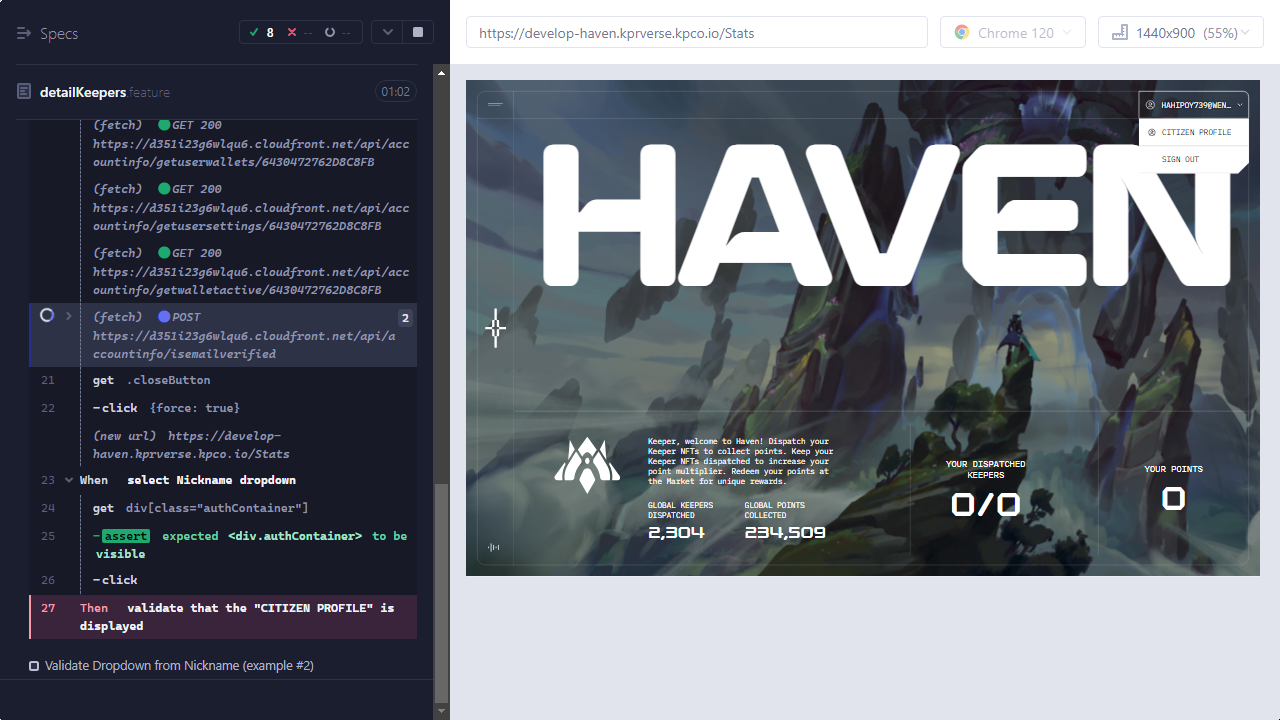 Specs
8
--
--
detailKeepers.feature
01:02
(fetch) GET 200
https://d351i23g6wlqu6.cloudfront.net/api/acc
ountinfo/getuserwallets/6430472762D8C8FB
(fetch) GET 200
https://d351i23g6wlqu6.cloudfront.net/api/acc
ountinfo/getusersettings/6430472762D8C8FB
(fetch) GET 200
https://d351i23g6wlqu6.cloudfront.net/api/acc
ountinfo/getwalletactive/6430472762D8C8FB
(fetch) POST 2
https://d351i23g6wlqu6.cloudfront.net/api/a
ccountinfo/isemailverified
21 get .closeButton
22 -click {force: true}
(new url) https://develop-
haven.kprverse.kpco.io/Stats
23 When select Nickname dropdown
24 get div[class="authContainer"]
25 -assert expected <div.authContainer> to be
visible
26 -click
27 Then validate that the "CITIZEN PROFILE" is
displayed
Validate Dropdown from Nickname (example #2)
https://develop-haven.kprverse.kpco.io/Stats
Chrome 120
1440x900 (55%)
HAHIPOY739@WEN…
CITIZEN PROFILE
SIGN OUT
HAVEN
Keeper, welcome to Haven! Dispatch your
Keeper NFTs to collect points. Keep your
Keeper NFTs dispatched to increase your
point multiplier. Redeem your points at
the Market for unique rewards.
GLOBAL KEEPERS
DISPATCHED
2,304
GLOBAL POINTS
COLLECTED
234,509
YOUR DISPATCHED
KEEPERS
0/0
YOUR POINTS
0